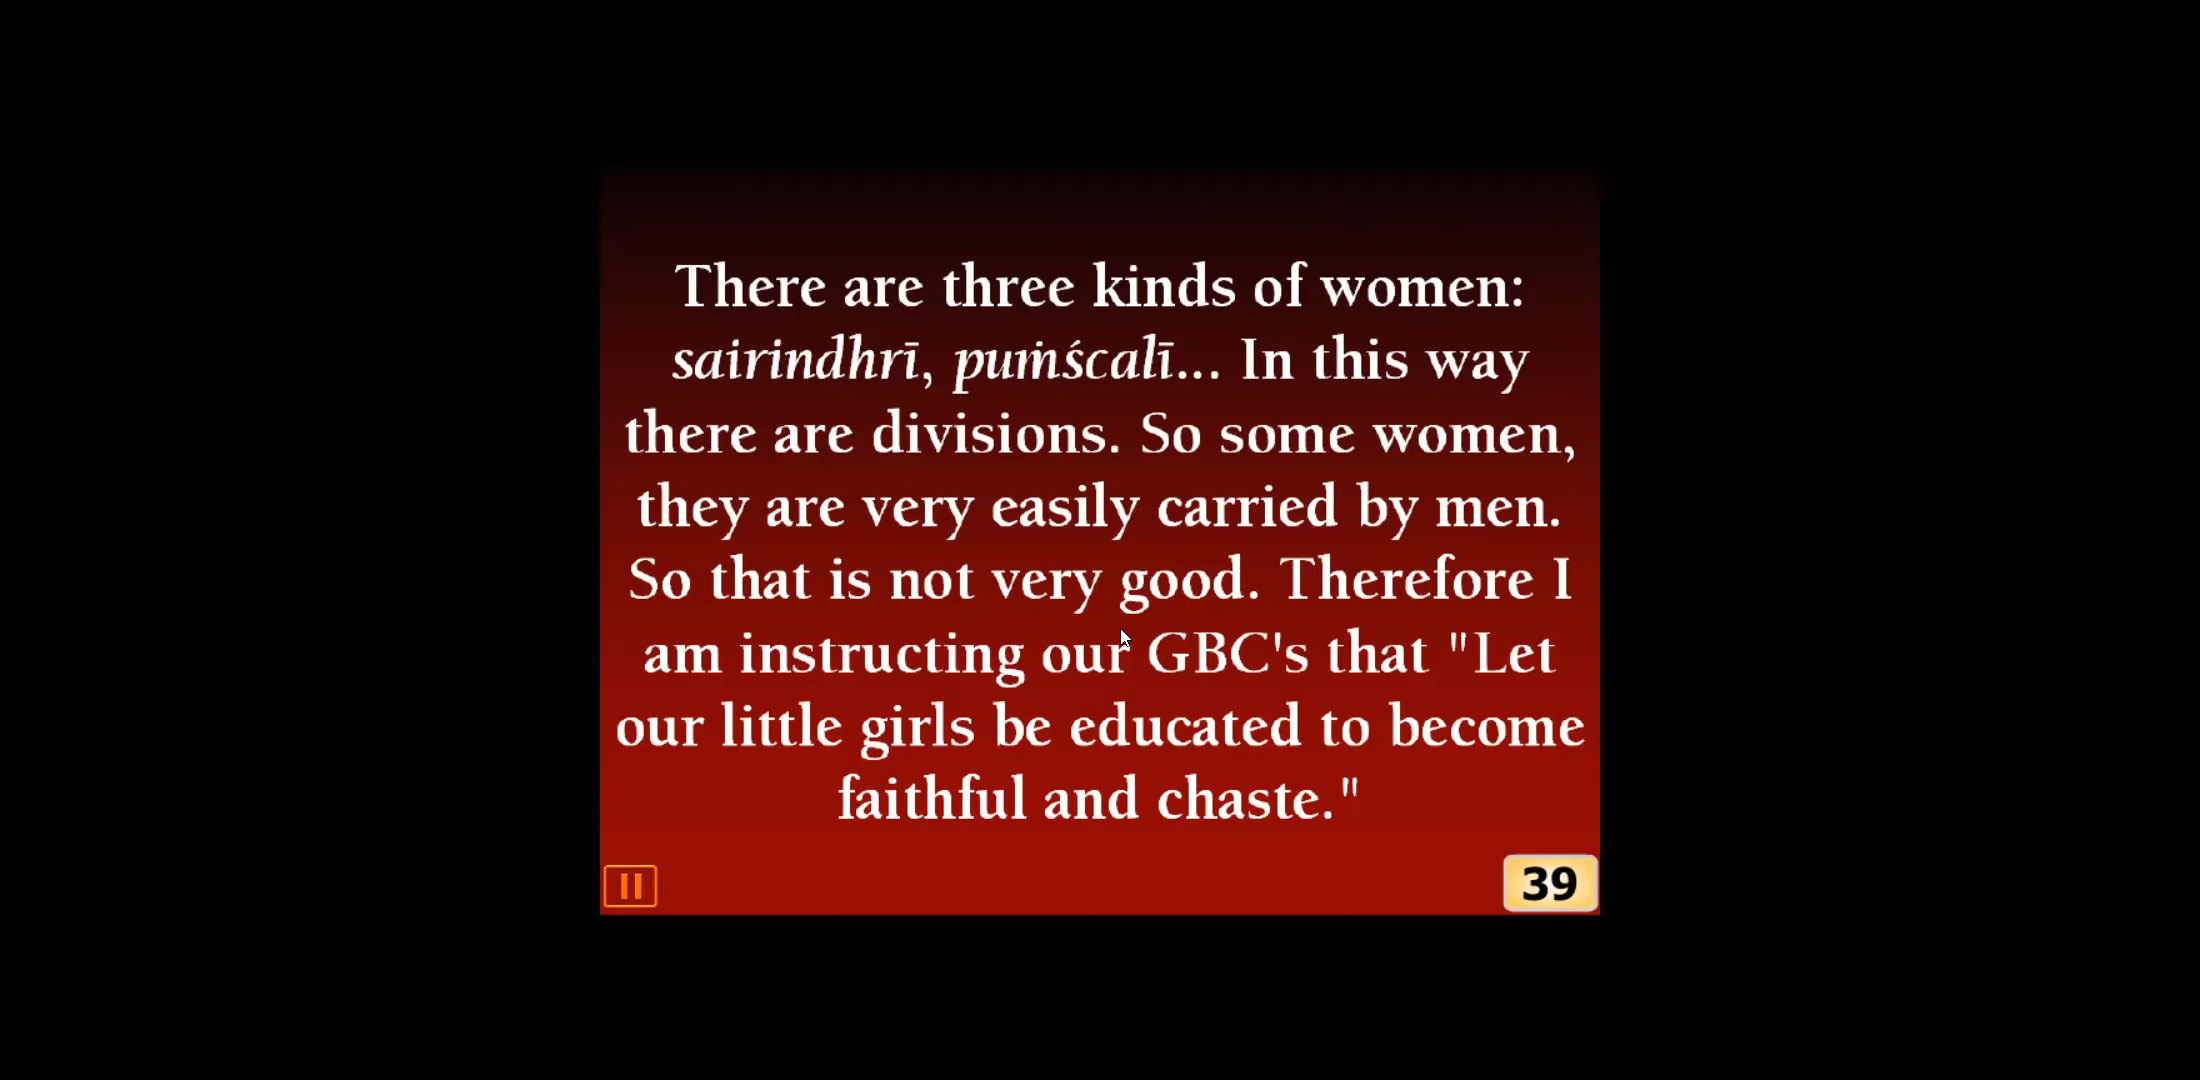 There are three kinds of women:
sairindhrī, puṁścalī... In this way
there are divisions. So some women,
they are very easily carried by men.
So that is not very good. Therefore I
am instructing our GBC's that "Let
our little girls be educated to become
faithful and chaste."
39